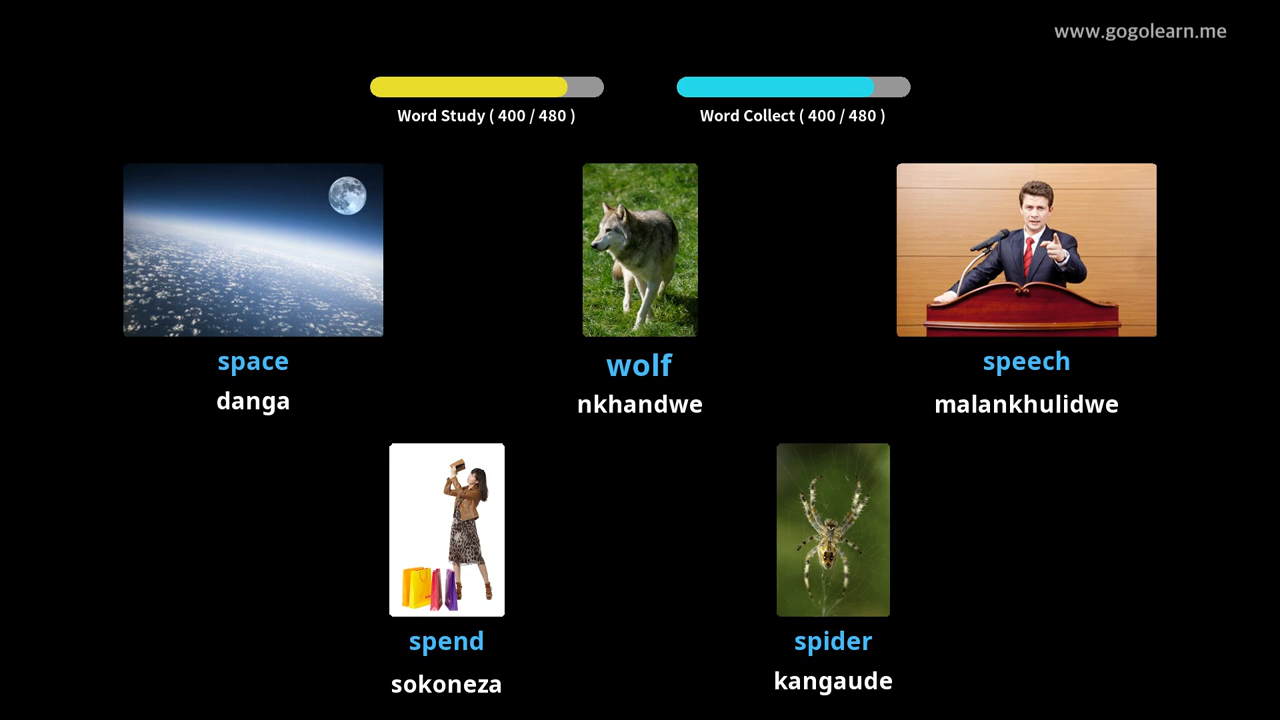 www.gogolearn.me
Word Study ( 400 / 480 )
Word Collect ( 400 / 480 )
space
danga
wolf
nkhandwe
speech
malankhulidwe
spend
sokoneza
spider
kangaude